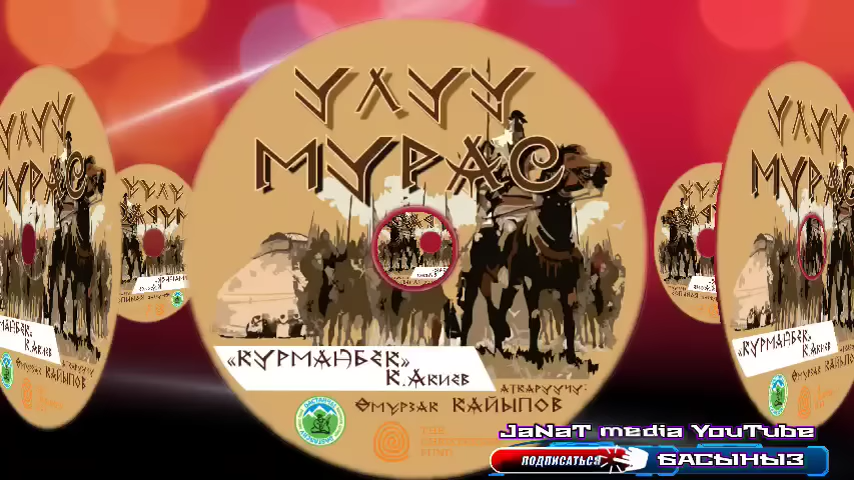 УЛУУ
МУРАС
«КУРМАНБЕК»
К.Акиев
АТКАРУУЧУ:
Өмүрзак КАЙЫПОВ
JaNaT media YouTube
ПОДПИСАТЬСЯ
БАСЫҢЫЗ